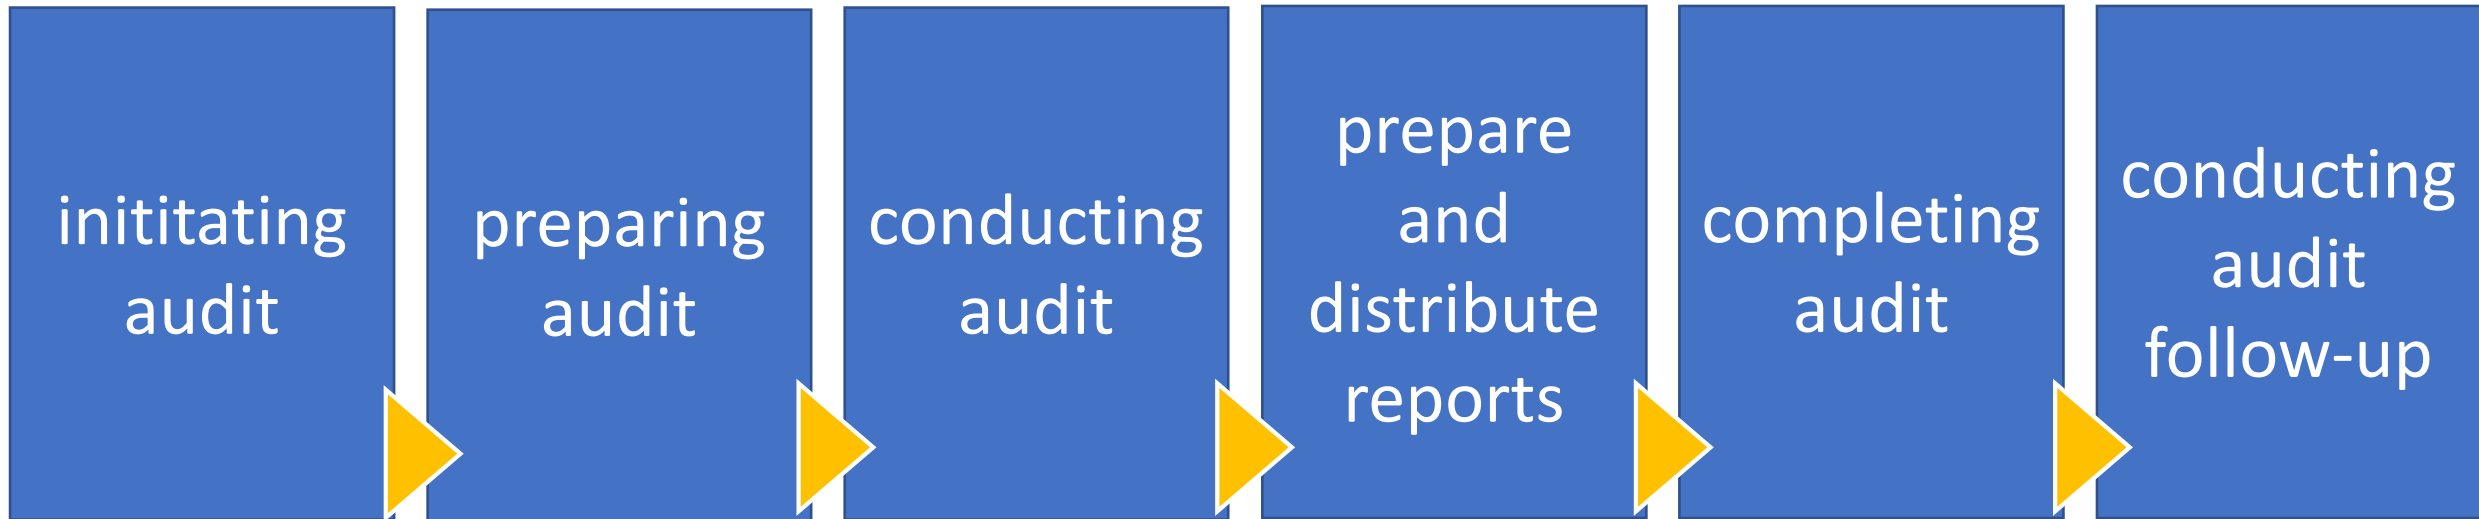 inititating
audit
preparing
audit
conducting
audit
prepare
and
distribute
reports
completing
audit
conducting
audit
follow-up